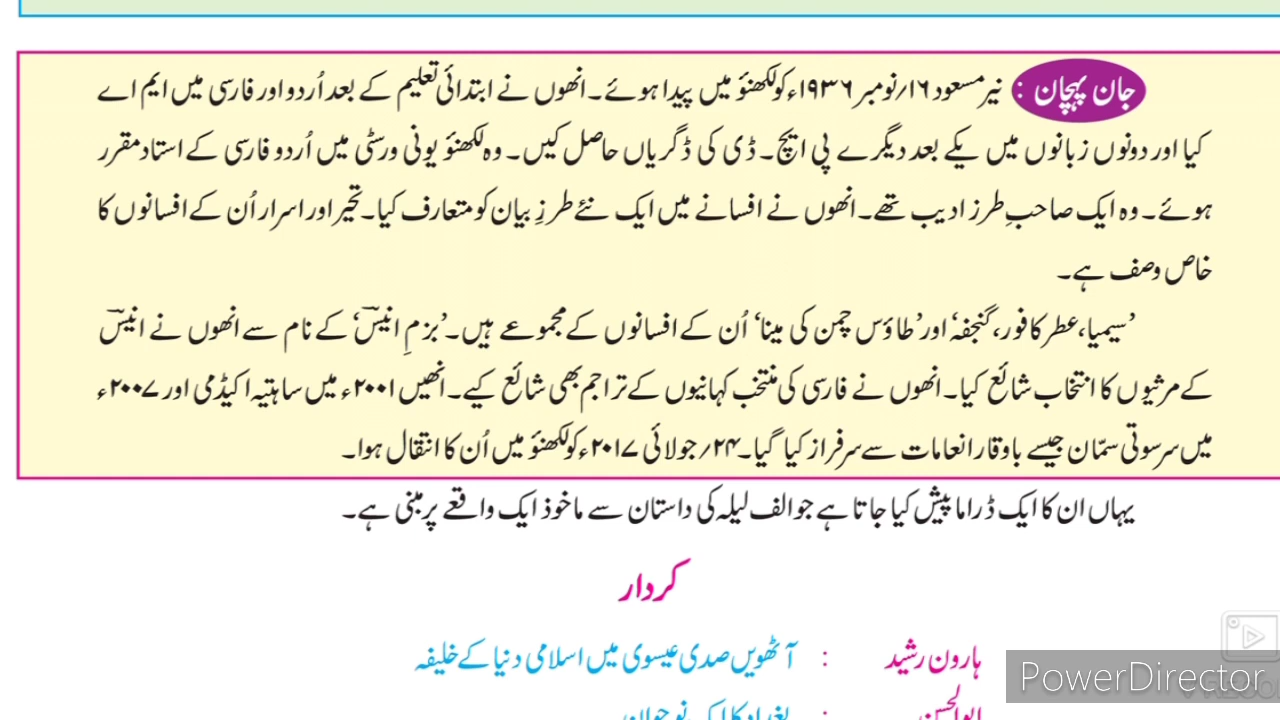 جان پہچان : نیر مسعود ۱۶؍نومبر ۱۹۳۶ء کو لکھنؤ میں پیدا ہوئے۔ انھوں نے ابتدائی تعلیم کے بعد اُردو اور فارسی میں ایم اے
کیا اور دونوں زبانوں میں یکے بعد دیگرے پی ایچ۔ ڈی کی ڈگریاں حاصل کیں۔ وہ لکھنؤ یونی ورسٹی میں اُردو فارسی کے استاد مقرر
ہوئے۔ وہ ایک صاحبِ طرز ادیب تھے۔ انھوں نے افسانے میں ایک نئے طرزِ بیان کو متعارف کیا۔ تحیر اور اسرار اُن کے افسانوں کا
خاص وصف ہے۔
’سیمیا، عطر کافور، گنجفہ‘ اور ’طاؤس چمن کی مینا‘ اُن کے افسانوں کے مجموعے ہیں۔ ’بزمِ انیسؔ‘ کے نام سے انھوں نے انیسؔ
کے مرثیوں کا انتخاب شائع کیا۔ انھوں نے فارسی کی منتخب کہانیوں کے تراجم بھی شائع کیے۔ انھیں ۲۰۰۱ء میں ساہتیہ اکیڈمی اور ۲۰۰۷ء
میں سرسوتی سمّان جیسے باوقار انعامات سے سرفراز کیا گیا۔ ۲۴؍ جولائی ۲۰۱۷ء کو لکھنؤ میں اُن کا انتقال ہوا۔
یہاں ان کا ایک ڈراما پیش کیا جاتا ہے جو الف لیلہ کی داستان سے ماخوذ ایک واقعے پر مبنی ہے۔
کردار
ہارون رشید : آٹھویں صدی عیسوی میں اسلامی دنیا کے خلیفہ
ابوالحسن : بغداد کا ایک نوجوان
PowerDirector